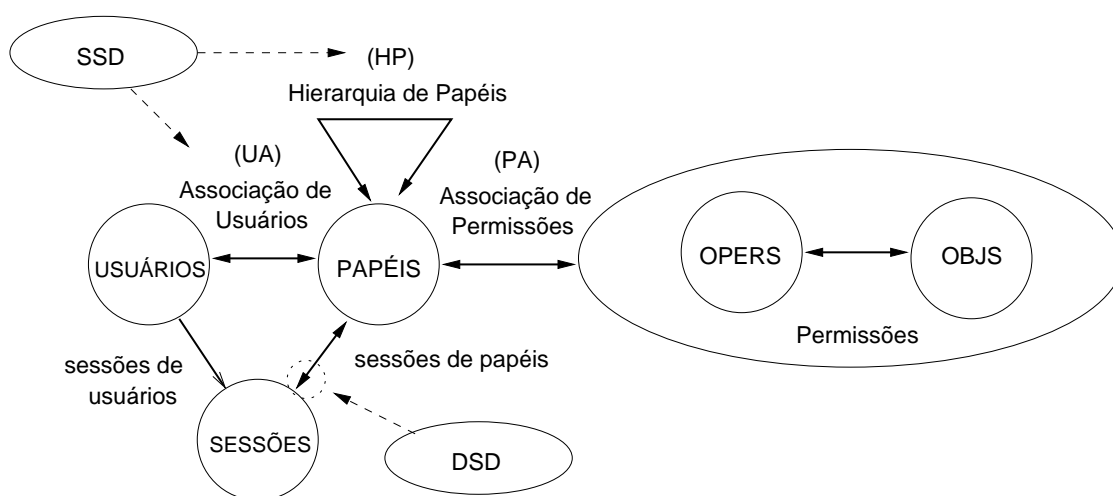 SSD
(HP)
Hierarquia de Papéis
(UA)
Associação de
Usuários
(PA)
Associação de
Permissões
USUÁRIOS
PAPÉIS
OPERS
OBJS
Permissões
sessões de
usuários
sessões de papéis
SESSÕES
DSD